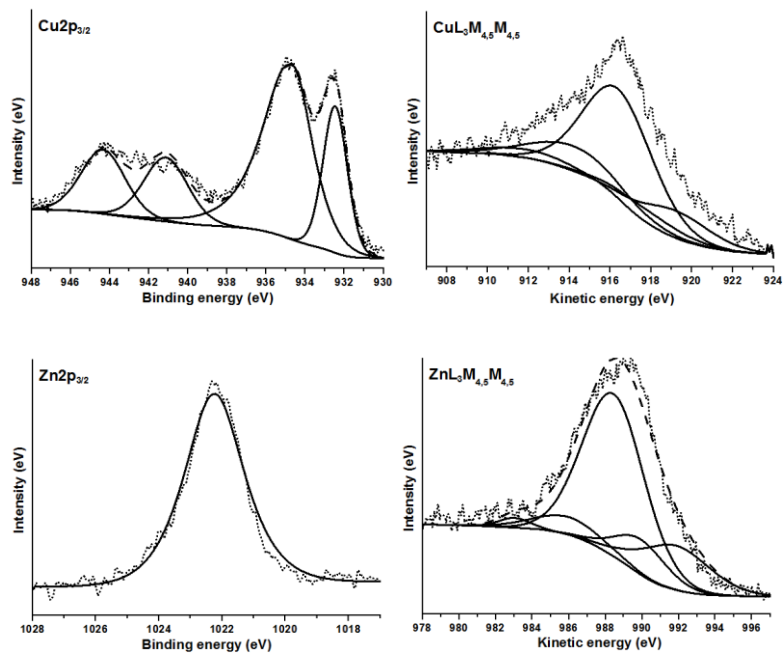 Cu2p3/2
Intensity (eV)
948 946 944 942 940 938 936 934 932 930
Binding energy (eV)
CuL3M4,5M4,5
Intensity (eV)
908 910 912 914 916 918 920 922 924
Kinetic energy (eV)
Zn2p3/2
Intensity (eV)
1028 1026 1024 1022 1020 1018
Binding energy (eV)
ZnL3M4,5M4,5
Intensity (eV)
978 980 982 984 986 988 990 992 994 996
Kinetic energy (eV)